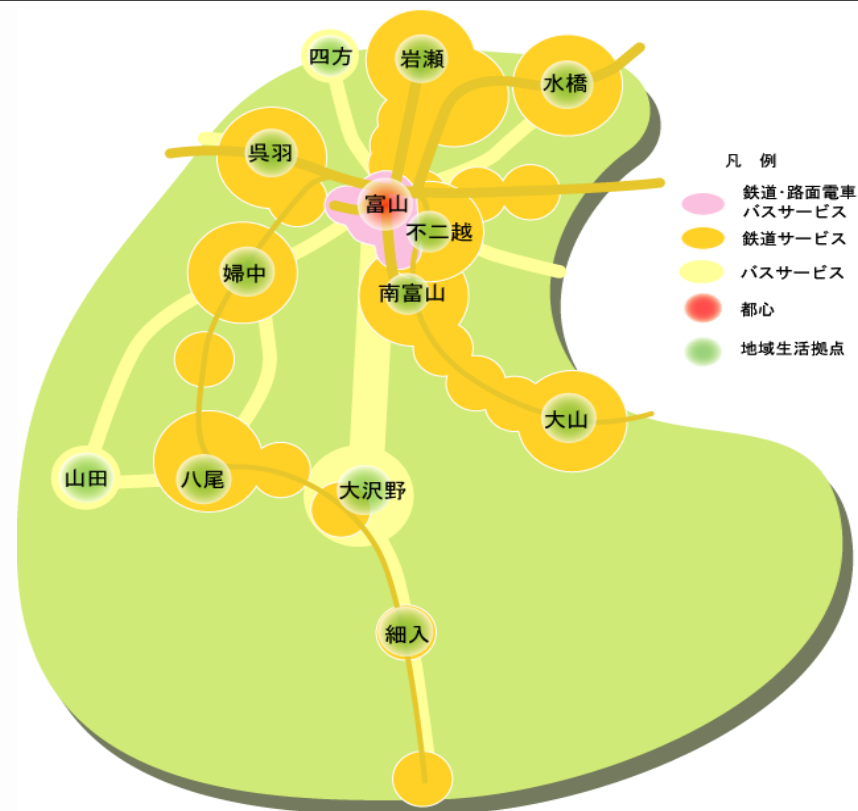 四方
岩瀬
水橋
呉羽
富山
不二越
婦中
南富山
大山
山田
八尾
大沢野
細入
凡 例
鉄道・路面電車
バスサービス
鉄道サービス
バスサービス
都心
地域生活拠点